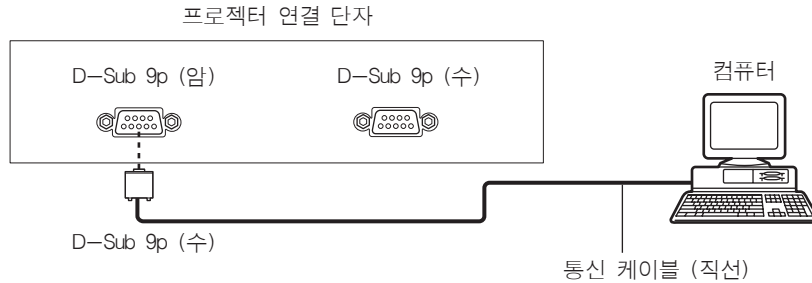 프로젝터 연결 단자
D-Sub 9p (암)
D-Sub 9p (수)
컴퓨터
D-Sub 9p (수)
통신 케이블 (직선)